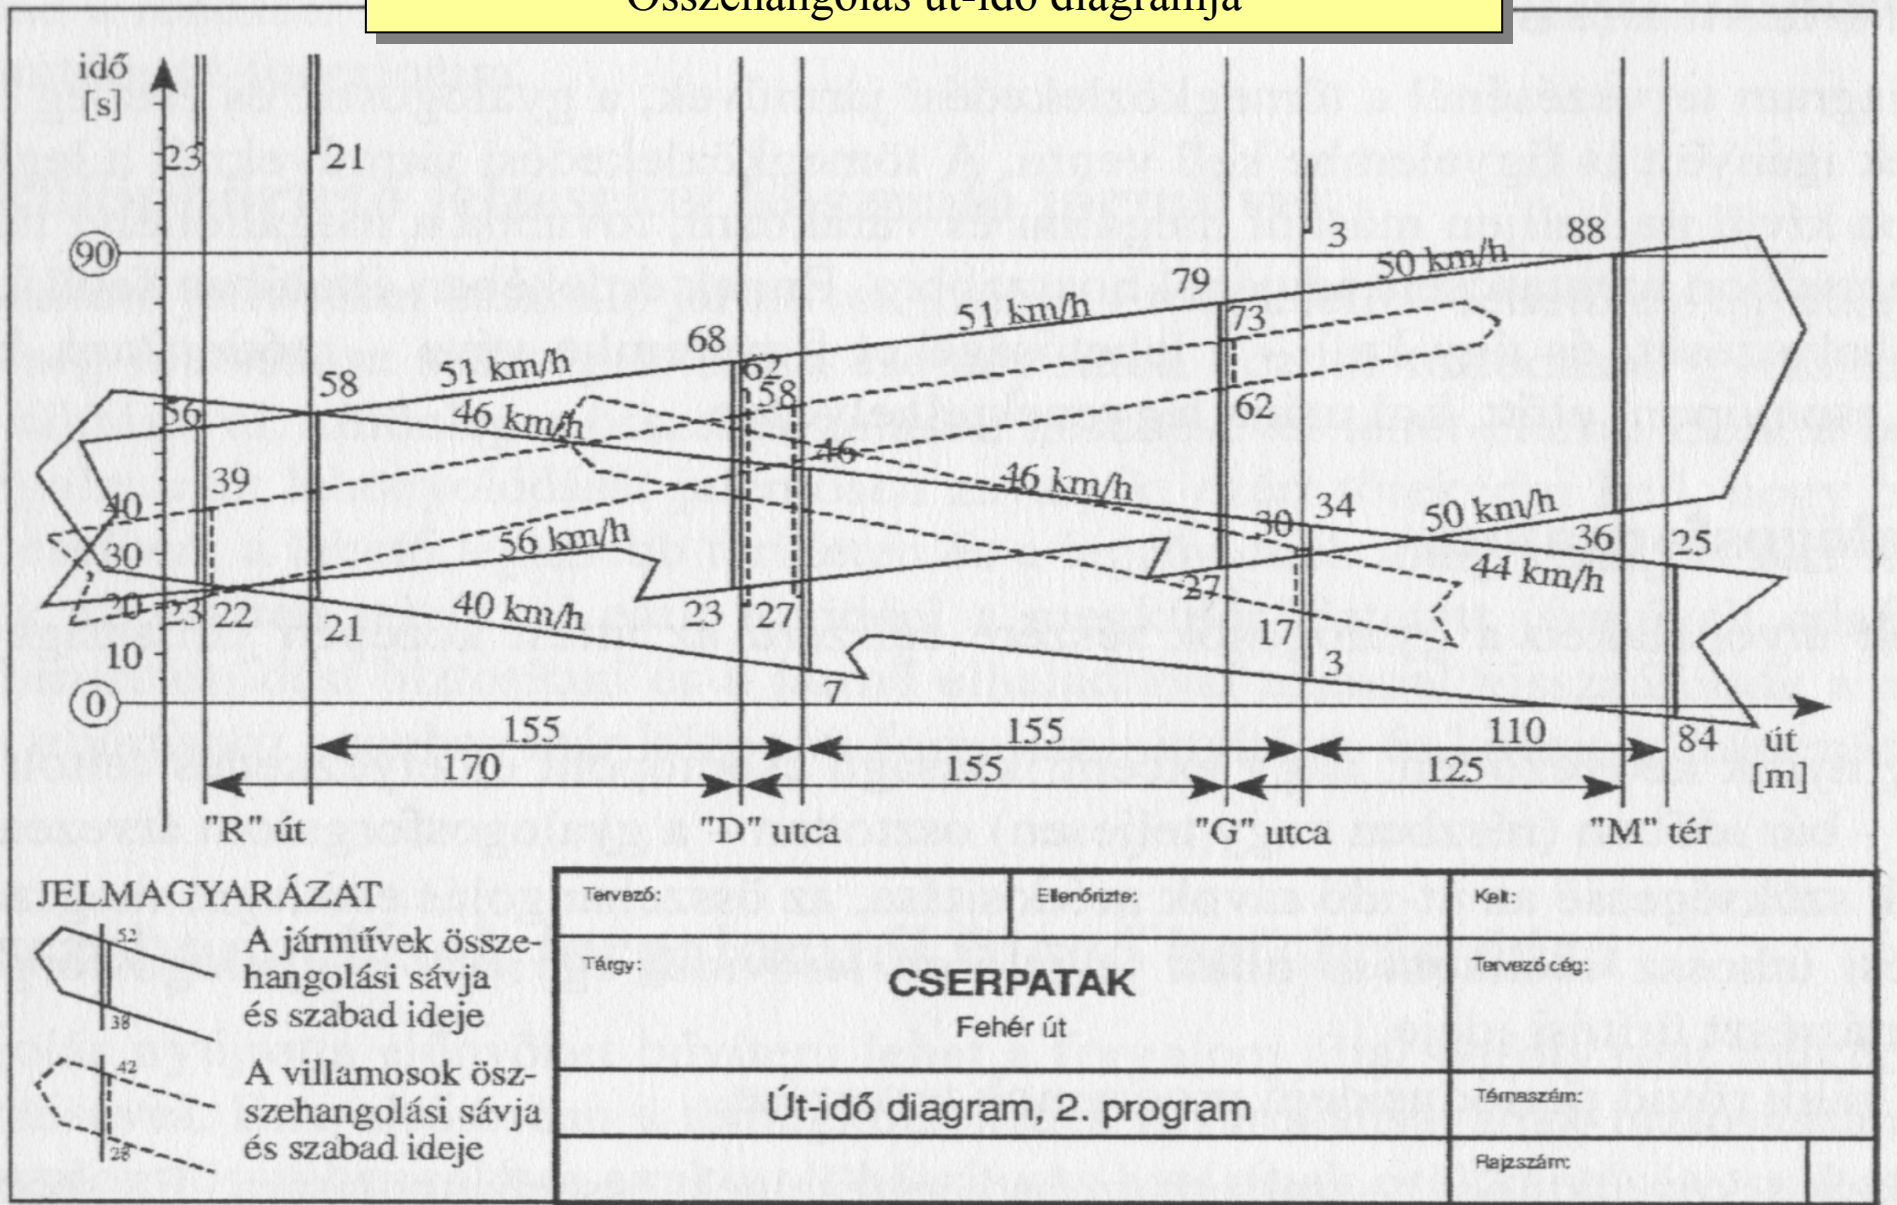 Összehangolás út-idő diagramja
idő
[s]
23
21
90
3
88
50 km/h
79
51 km/h
73
68
62
51 km/h
58
58
56
46 km/h
62
46
46 km/h
39
40
34
30
50 km/h
36
25
56 km/h
30
44 km/h
27
20
23
22
21
40 km/h
23
27
17
10
3
7
0
155
155
110
84
út
[m]
170
155
125
"R" út
"D" utca
"G" utca
"M" tér
JELMAGYARÁZAT
52
38
A járművek össze-
hangolási sávja
és szabad ideje
42
28
A villamosok ösz-
szehangolási sávja
és szabad ideje
Tervező:
Ellenőrizte:
Kelt:
Tárgy:
CSERPATAK
Fehér út
Tervező cég:
Út-idő diagram, 2. program
Témaszám:
Rajzszám: